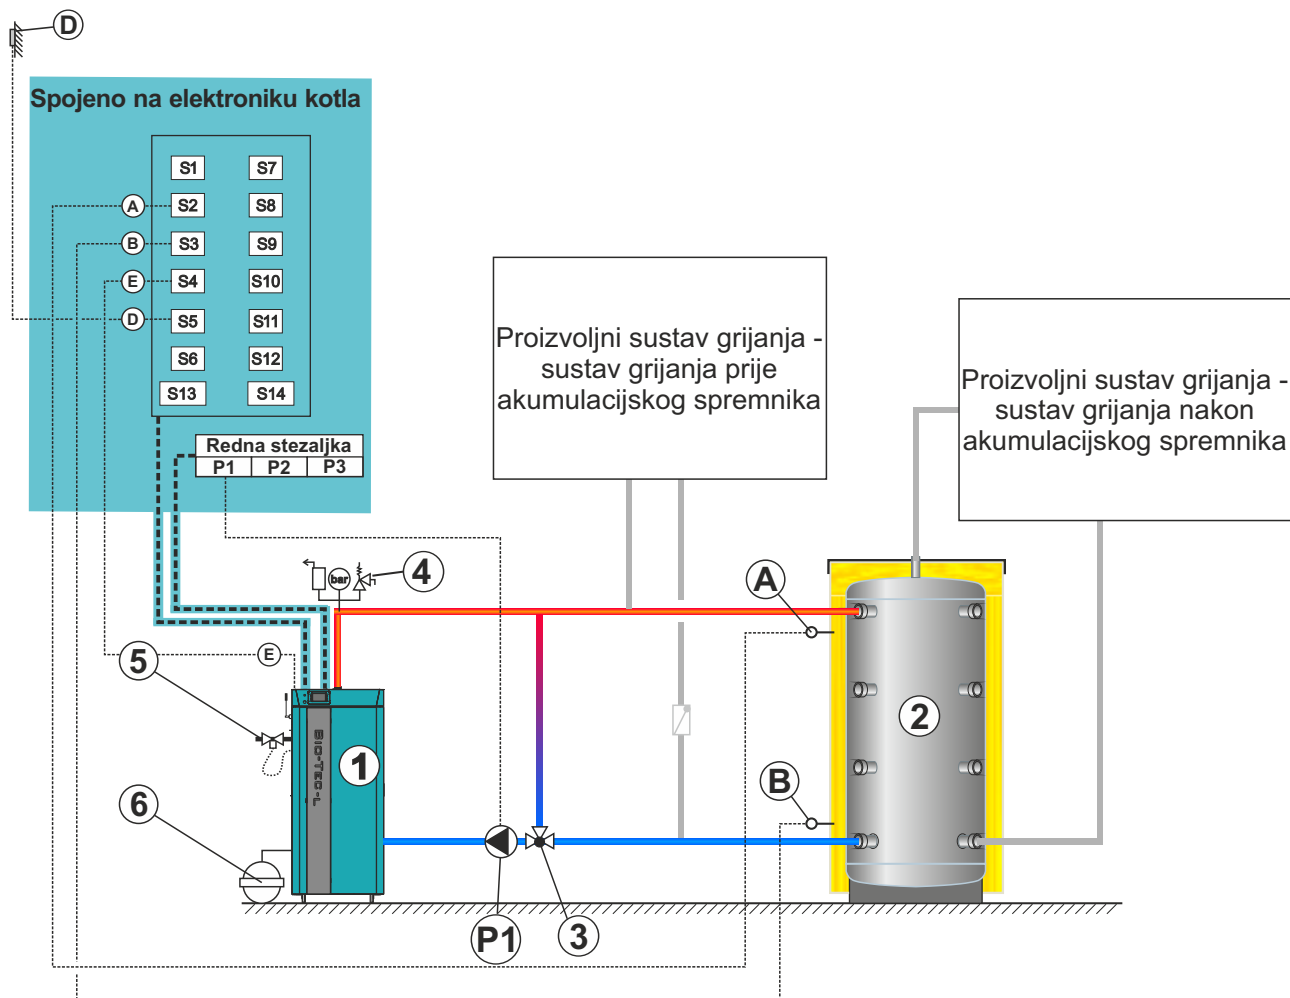 D
Spojeno na elektroniku kotla
S1 S7
A S2 S8
B S3 S9
E S4 S10
D S5 S11
S6 S12
S13 S14
Redna stezaljka
P1 P2 P3
Proizvoljni sustav grijanja -
sustav grijanja prije
akumulacijskog spremnika
Proizvoljni sustav grijanja -
sustav grijanja nakon
akumulacijskog spremnika
bar
4
A
E
5
2
BIO-TEC-L
1
B
6
P1
3